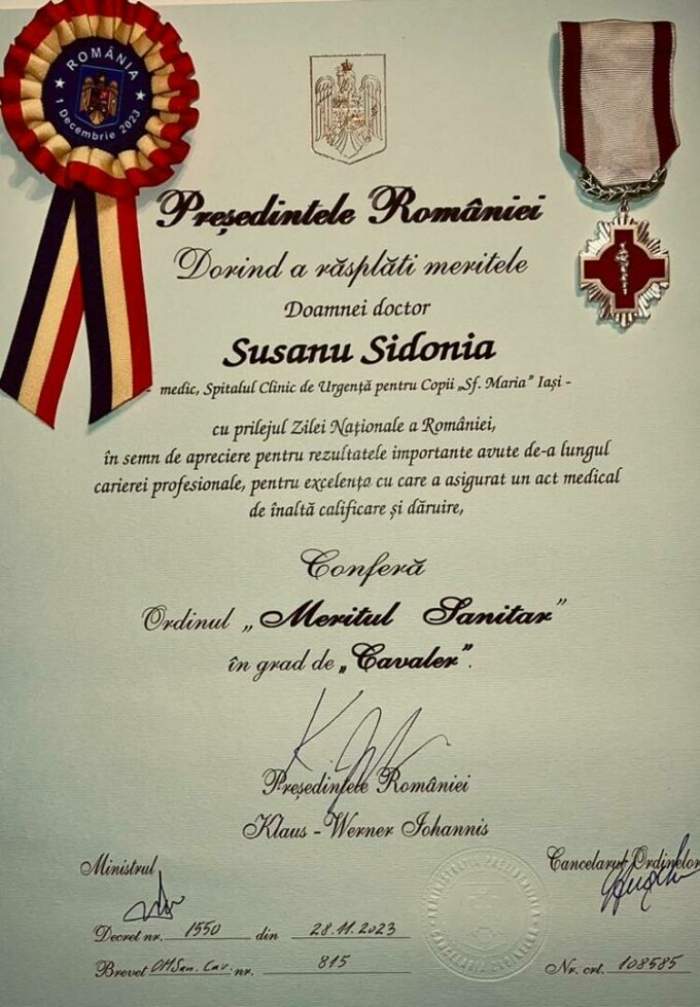 ROMÂNIA
1 Decembrie 2023
Președintele României
Dorind a răsplăti meritele
Doamnei doctor
Susanu Sidonia
- medic, Spitalul Clinic de Urgență pentru Copii „Sf. Maria” Iași -
cu prilejul Zilei Naționale a României,
în semn de apreciere pentru rezultatele importante avute de-a lungul
carierei profesionale, pentru excelența cu care a asigurat un act medical
de înaltă calificare și dăruire,
Conferă
Ordinul „Meritul Sanitar”
în grad de „Cavaler”.
Președintele României
Klaus - Werner Iohannis
Ministrul
Cancelarul Ordinelor
Decret nr. 1550 din 28.11.2023
Brevet OMSan. Cav. nr. 815
Nr. crt. 108585